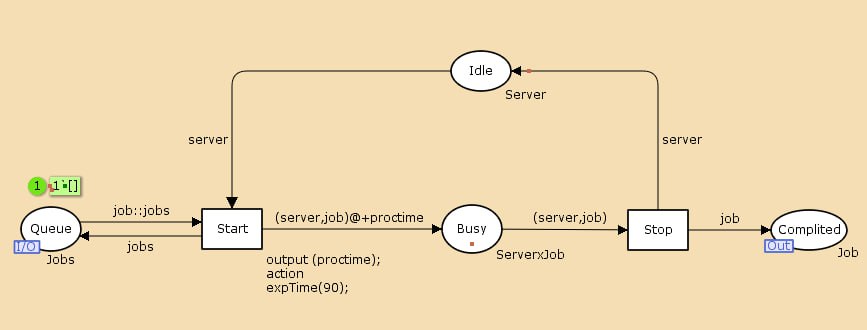 Idle
Server
server
server
1
1`[]
job::jobs
(server,job)@+proctime
(server,job)
job
Queue
Start
Busy
Stop
Complited
I/O
jobs
Out
Jobs
output (proctime);
action
expTime(90);
ServerxJob
Job